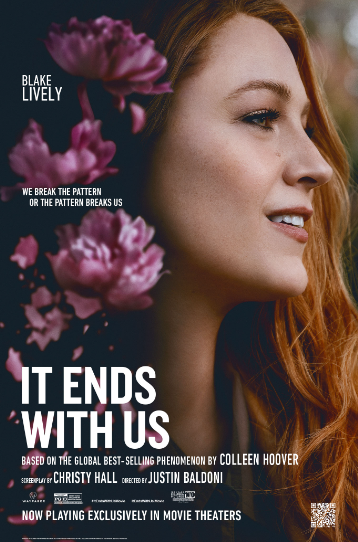 BLAKE
LIVELY
WE BREAK THE PATTERN
OR THE PATTERN BREAKS US
IT ENDS
WITH US
BASED ON THE GLOBAL BEST-SELLING PHENOMENON BY COLLEEN HOOVER
SCREENPLAY BY CHRISTY HALL DIRECTED BY JUSTIN BALDONI
NOW PLAYING EXCLUSIVELY IN MOVIE THEATERS